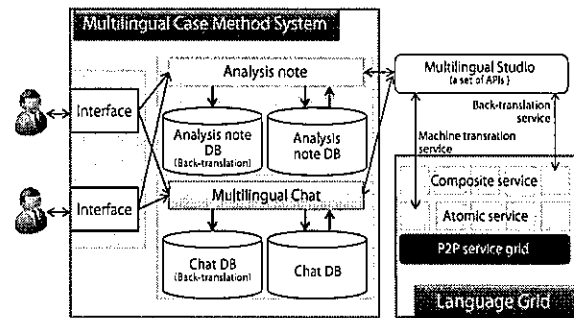 Multilingual Case Method System
Analysis note
Interface
Analysis note
DB
(Back-translation)
Analysis
note DB
Interface
Multilingual Chat
Chat DB
(Back-translation)
Chat DB
Multilingual Studio
(a set of APIs)
Back-translation
service
Machine transration
service
Composite service
Atomic service
P2P service grid
Language Grid